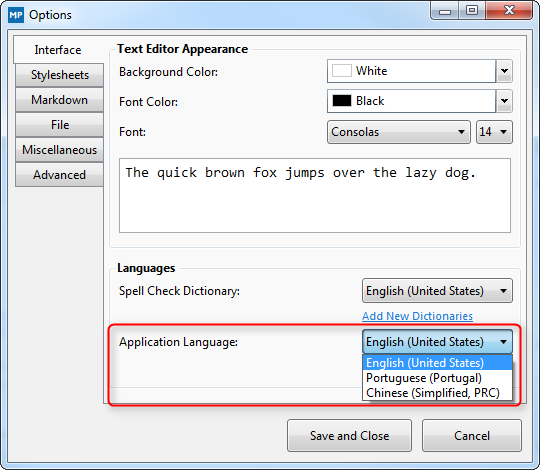 MP Options
Interface
Stylesheets
Markdown
File
Miscellaneous
Advanced
Text Editor Appearance
Background Color: White
Font Color: Black
Font: Consolas 14
The quick brown fox jumps over the lazy dog.
Languages
Spell Check Dictionary: English (United States)
Add New Dictionaries
Application Language: English (United States)
English (United States)
Portuguese (Portugal)
Chinese (Simplified, PRC)
Save and Close Cancel